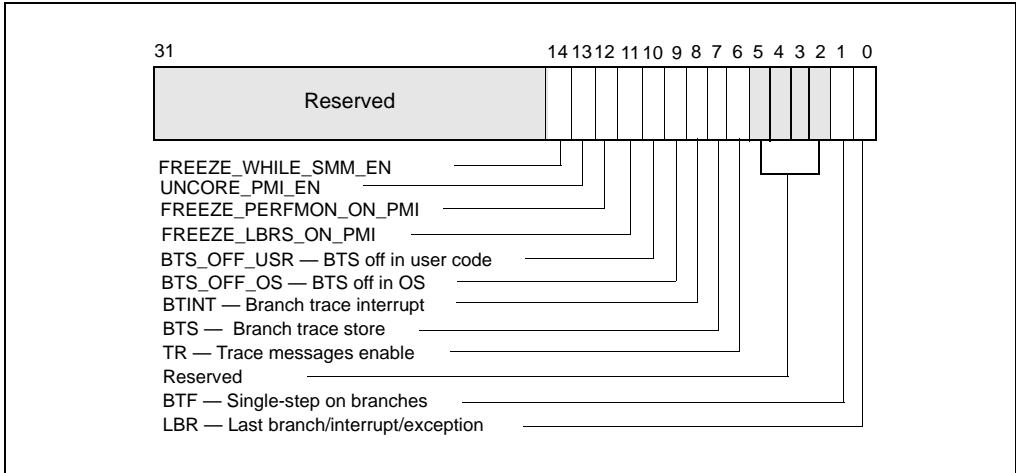 31 14 13 12 11 10 9 8 7 6 5 4 3 2 1 0
Reserved
FREEZE_WHILE_SMM_EN
UNCORE_PMI_EN
FREEZE_PERFMON_ON_PMI
FREEZE_LBRS_ON_PMI
BTS_OFF_USR — BTS off in user code
BTS_OFF_OS — BTS off in OS
BTINT — Branch trace interrupt
BTS — Branch trace store
TR — Trace messages enable
Reserved
BTF — Single-step on branches
LBR — Last branch/interrupt/exception